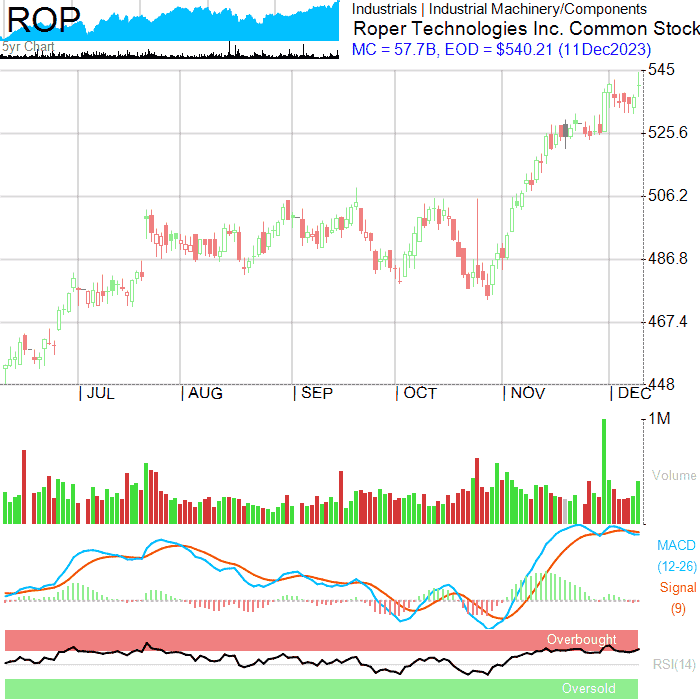 ROP
5yr Chart
Industrials | Industrial Machinery/Components
Roper Technologies Inc. Common Stock
MC = 57.7B, EOD = $540.21 (11Dec2023)
545
525.6
506.2
486.8
467.4
448
| JUL | AUG | SEP | OCT | NOV | DEC
1M
Volume
MACD
(12-26)
Signal
(9)
Overbought
RSI(14)
Oversold